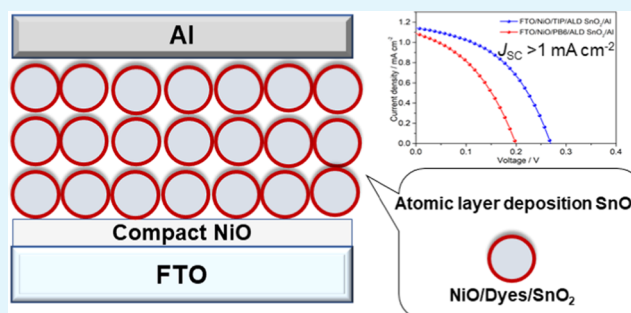 Al
Compact NiO
FTO
FTO/NiO/TIP/ALD SnO₂/Al
FTO/NiO/PB6/ALD SnO₂/Al
J_SC >1 mA cm⁻²
Current density / mA cm⁻²
1.2
1.0
0.8
0.6
0.4
0.2
0.0
0.0
0.1
0.2
0.3
0.4
Voltage / V
Atomic layer deposition SnO
NiO/Dyes/SnO₂